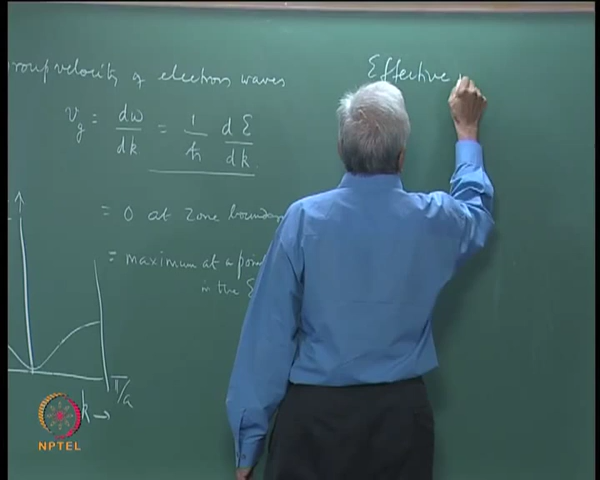 roup velocity of electron waves
v_g = dω/dk = 1/ħ dℰ/dk.
= 0 at Zone boundar
= maximum at a point
in the ℰ
k →
π/a
Effective
NPTEL